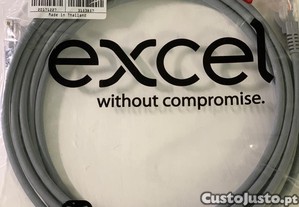 Made in Thailand
excel
without compromise.
CustoJusto.pt